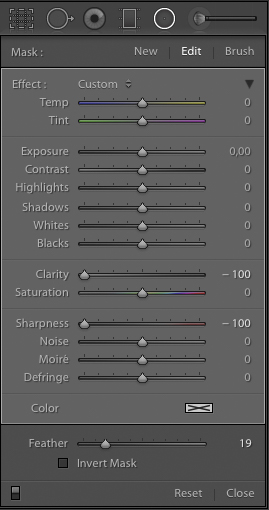 Mask : New | Edit | Brush
Effect : Custom
Temp 0
Tint 0
Exposure 0,00
Contrast 0
Highlights 0
Shadows 0
Whites 0
Blacks 0
Clarity – 100
Saturation 0
Sharpness – 100
Noise 0
Moiré 0
Defringe 0
Color
Feather 19
Invert Mask
Reset | Close